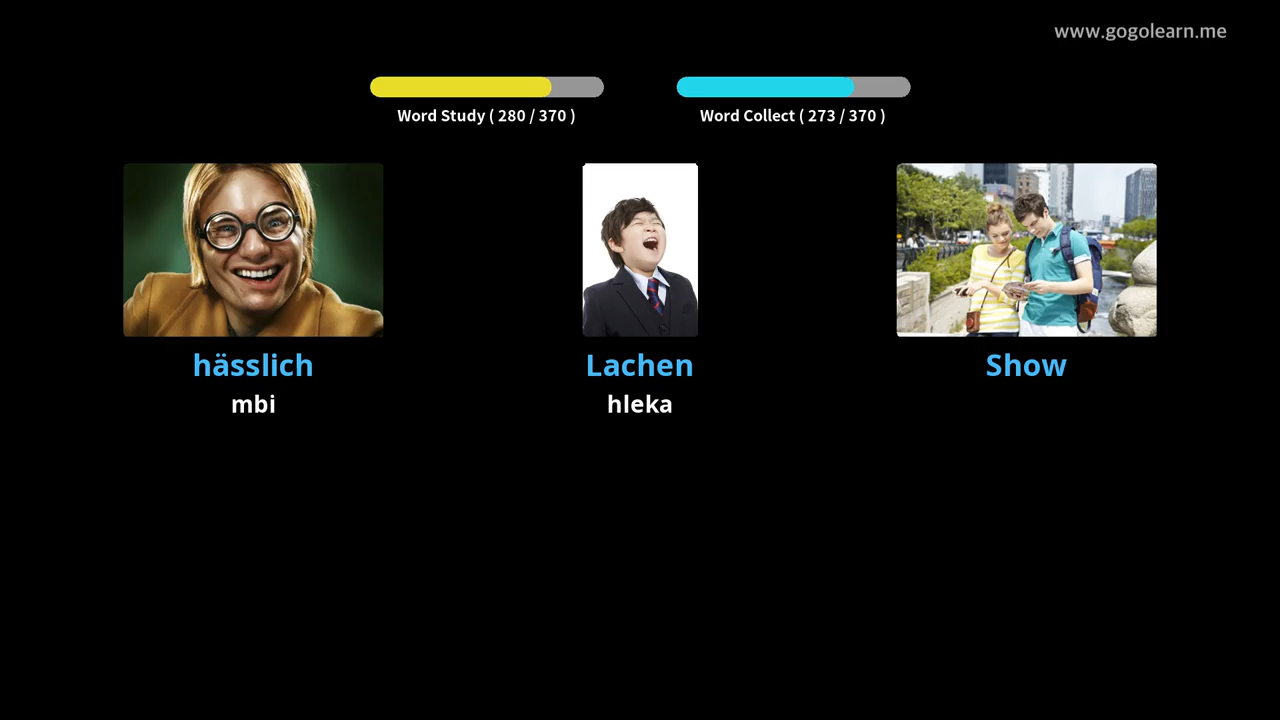 www.gogolearn.me
Word Study ( 280 / 370 )
Word Collect ( 273 / 370 )
hässlich
mbi
Lachen
hleka
Show